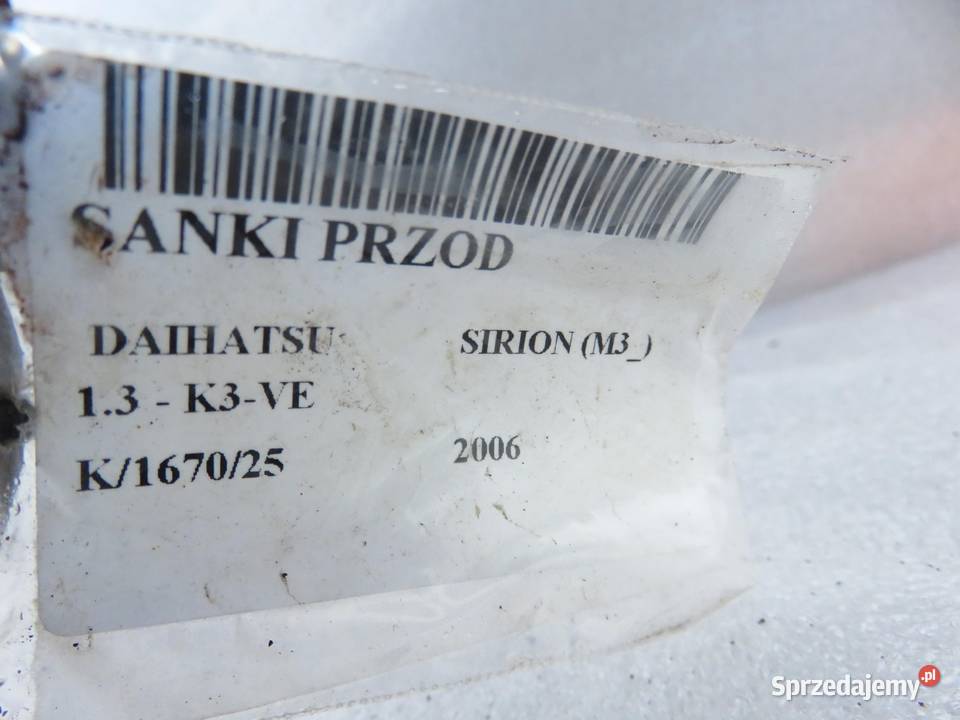 SANKI PRZOD
DAIHATSU SIRION (M3_)
1.3 - K3-VE
K/1670/25 2006
Sprzedajemy.pl